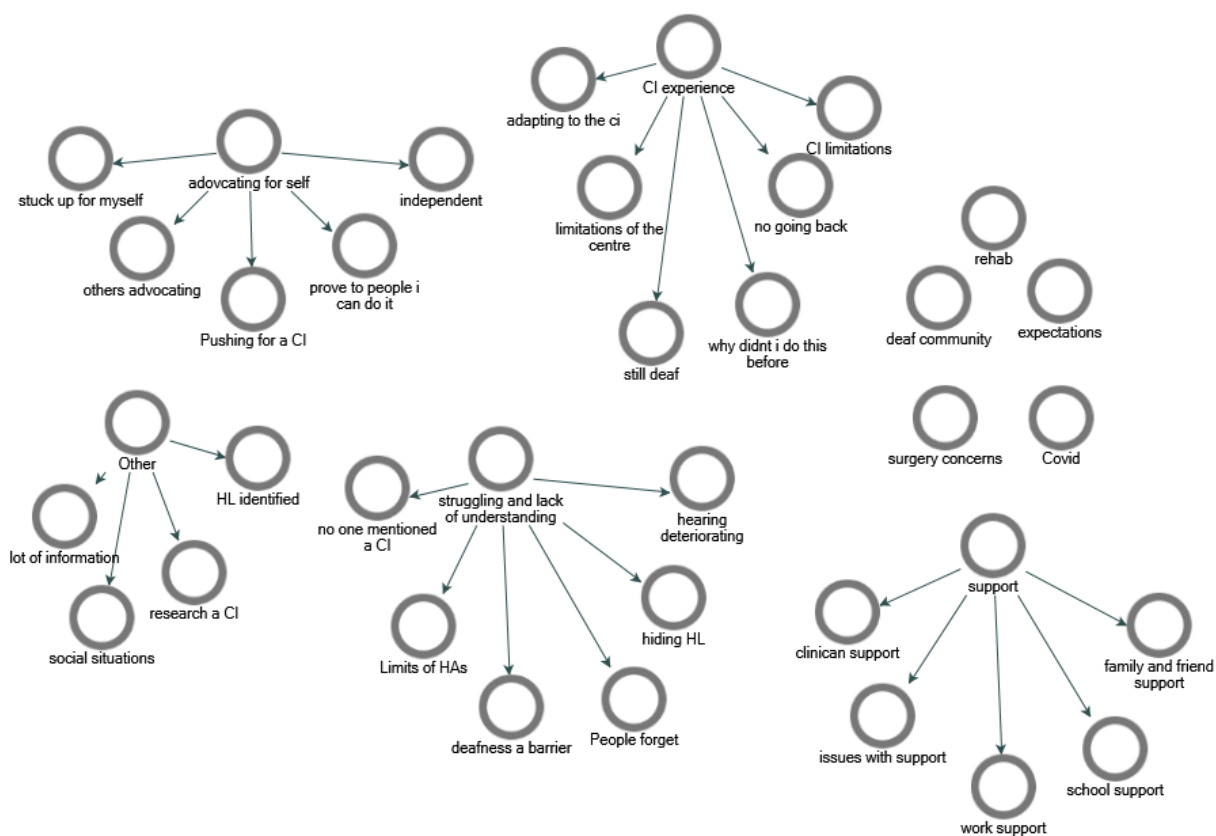 CI experience
adapting to the ci
CI limitations
limitations of the
centre
no going back
still deaf
why didnt i do this
before
adovcating for self
stuck up for myself
independent
others advocating
prove to people i
can do it
Pushing for a CI
rehab
deaf community
expectations
surgery concerns
Covid
Other
HL identified
lot of information
research a CI
social situations
struggling and lack
of understanding
no one mentioned
a CI
hearing
deteriorating
Limits of HAs
hiding HL
deafness a barrier
People forget
support
clinican support
family and friend
support
issues with support
school support
work support